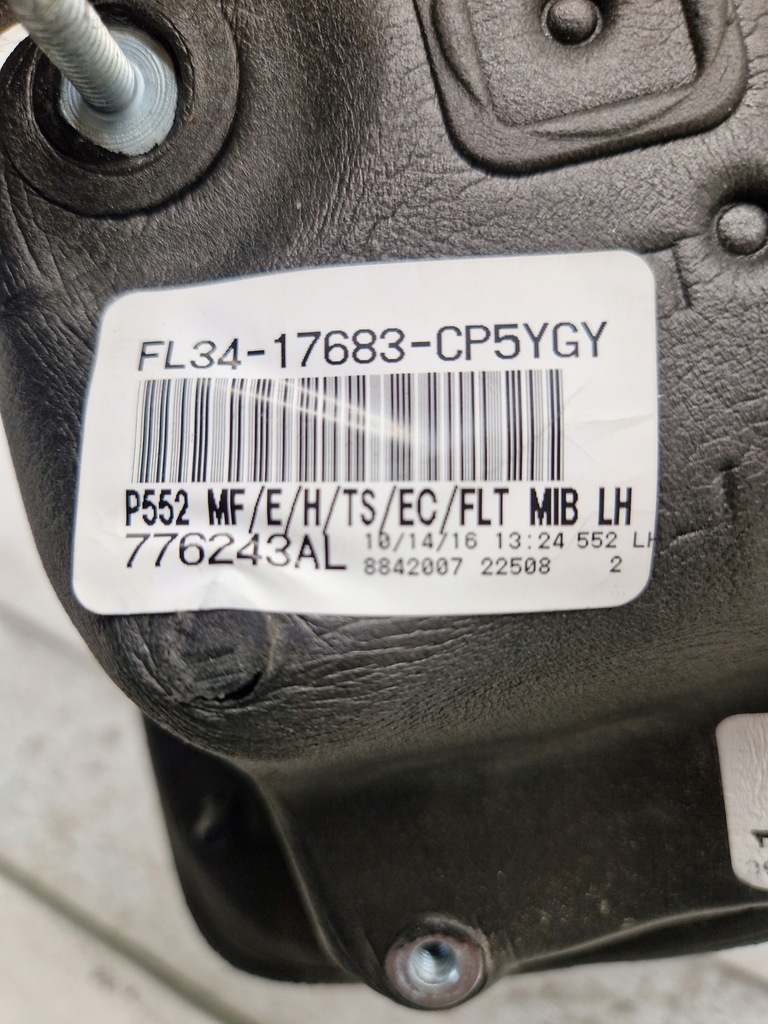 FL34-17683-CP5YGY
P552 MF/E/H/TS/EC/FLT MIB LH
776243AL 10/14/16 13:24 552 LH
8842007 22508 2